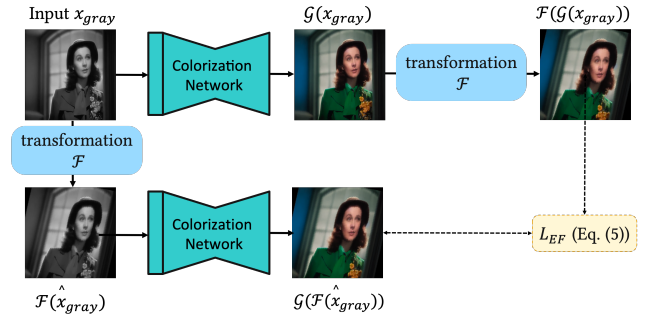 Input x_gray
G(x_gray)
F(G(x_gray))
Colorization
Network
transformation
F
transformation
F
Colorization
Network
L_EF (Eq. (5))
F(x̂_gray)
G(F(x̂_gray))